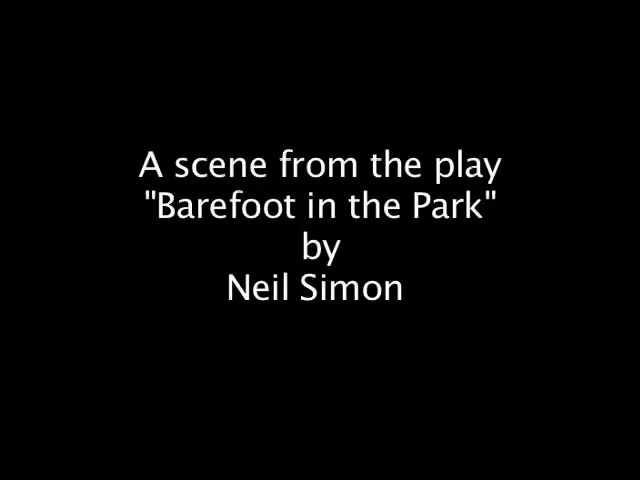 A scene from the play
"Barefoot in the Park"
by
Neil Simon